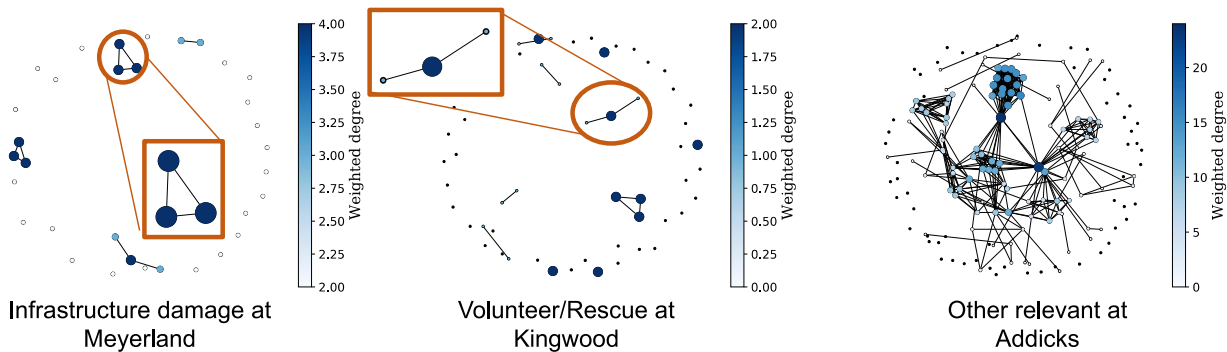 4.00
3.75
3.50
3.25
3.00
2.75
2.50
2.25
2.00
Weighted degree
Infrastructure damage at
Meyerland
2.00
1.75
1.50
1.25
1.00
0.75
0.50
0.25
0.00
Weighted degree
Volunteer/Rescue at
Kingwood
20
15
10
5
0
Weighted degree
Other relevant at
Addicks